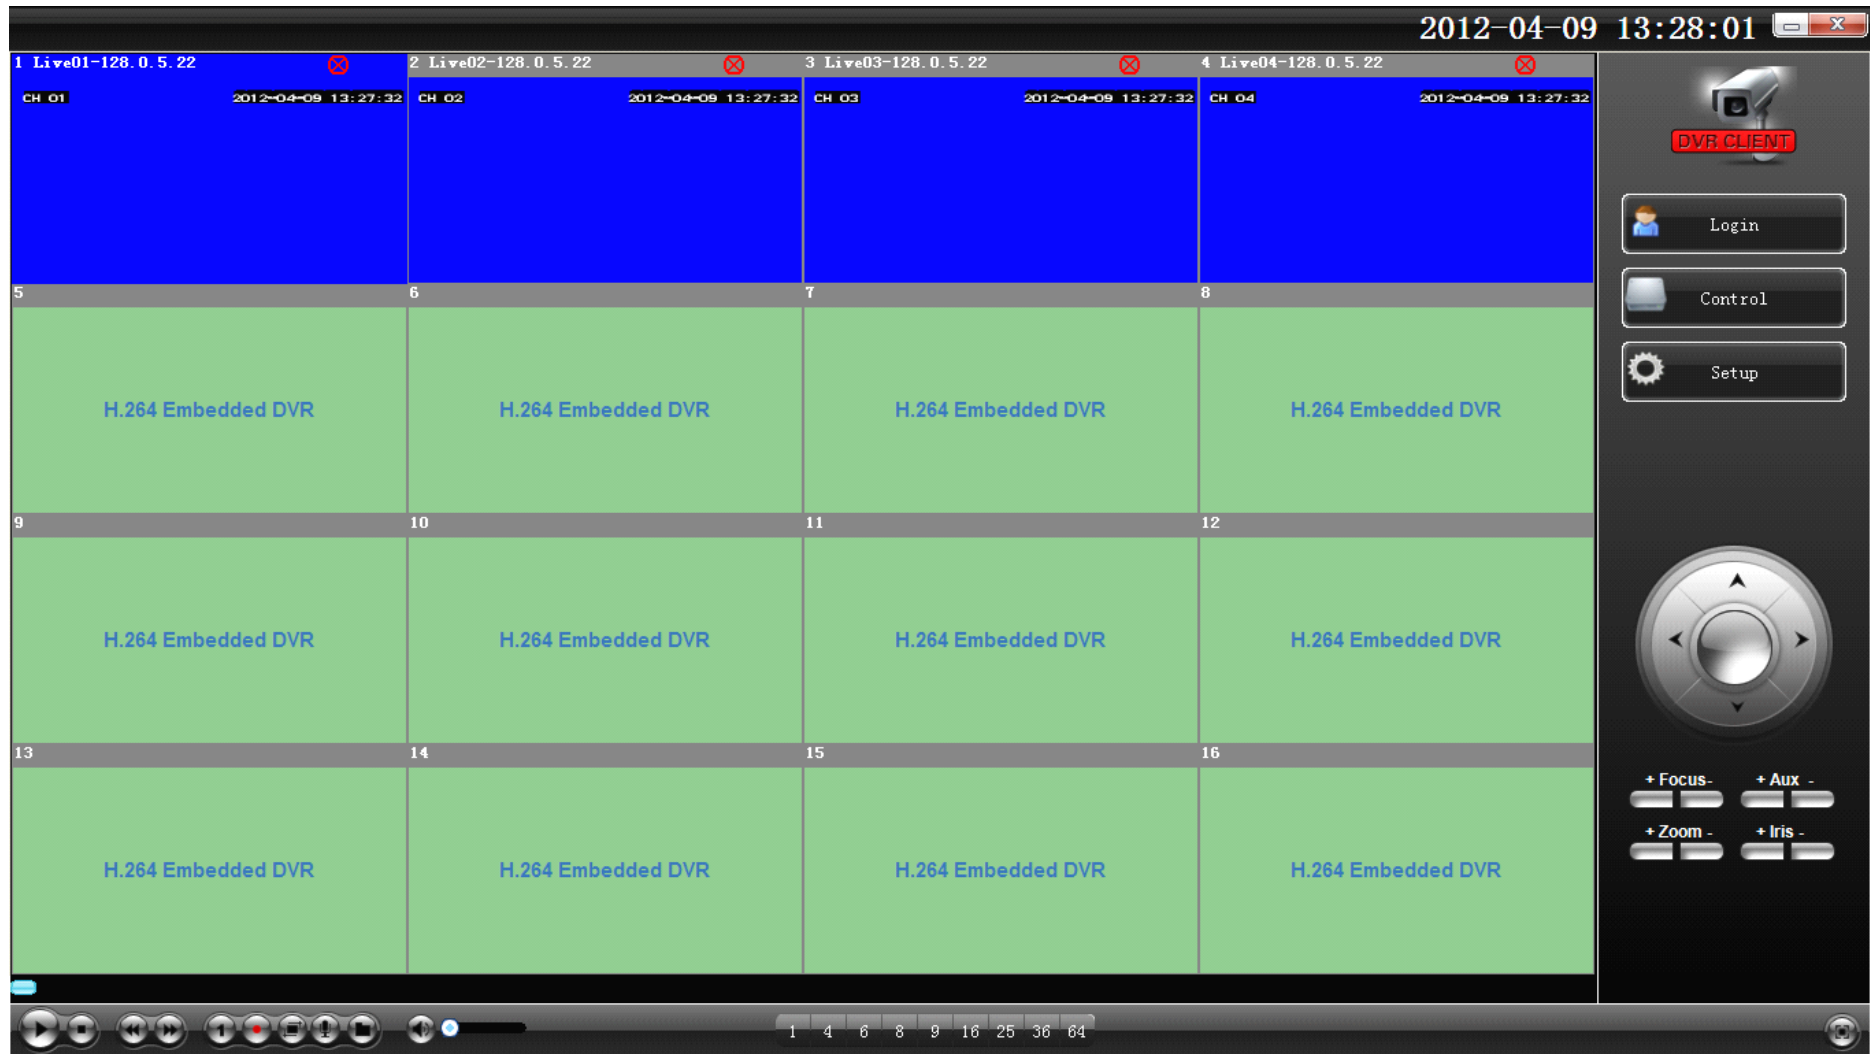 2012-04-09 13:28:01
1 Live01-128.0.5.22 2 Live02-128.0.5.22 3 Live03-128.0.5.22 4 Live04-128.0.5.22
CH 01 2012-04-09 13:27:32 CH 02 2012-04-09 13:27:32 CH 03 2012-04-09 13:27:32 CH 04 2012-04-09 13:27:32
DVR CLIENT
Login
Control
Setup
5 6 7 8
H.264 Embedded DVR H.264 Embedded DVR H.264 Embedded DVR H.264 Embedded DVR
9 10 11 12
H.264 Embedded DVR H.264 Embedded DVR H.264 Embedded DVR H.264 Embedded DVR
13 14 15 16
H.264 Embedded DVR H.264 Embedded DVR H.264 Embedded DVR H.264 Embedded DVR
+ Focus - + Aux -
+ Zoom - + Iris -
1
1 4 6 8 9 16 25 36 64